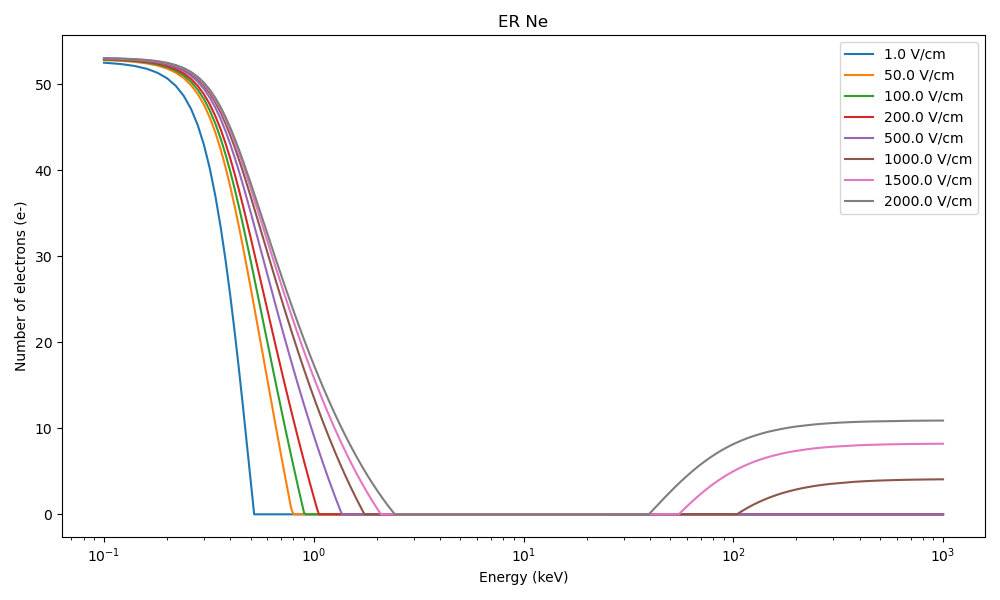 ER Ne
Number of electrons (e-)
50
40
30
20
10
0
10⁻¹
10⁰
10¹
10²
10³
Energy (keV)
1.0 V/cm
50.0 V/cm
100.0 V/cm
200.0 V/cm
500.0 V/cm
1000.0 V/cm
1500.0 V/cm
2000.0 V/cm